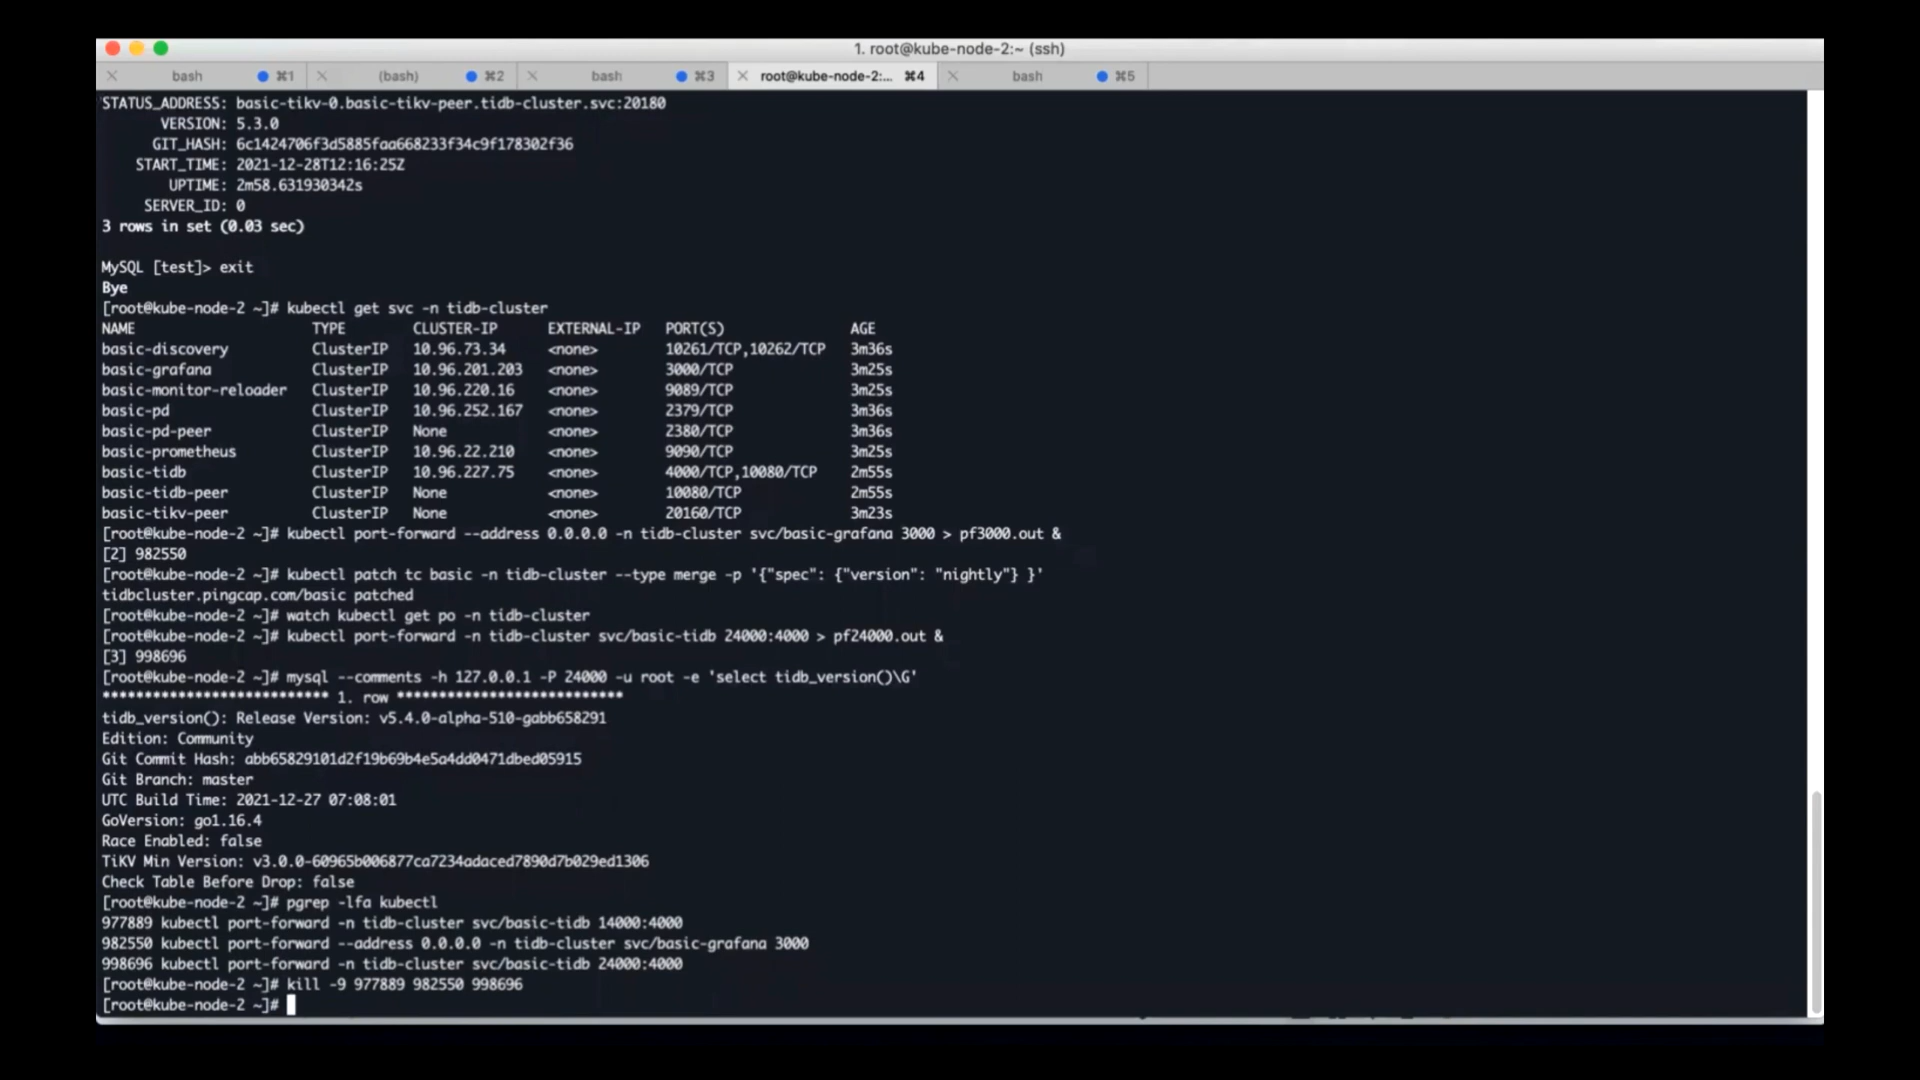 1. root@kube-node-2:~ (ssh)
bash ⌘1 (bash) ⌘2 bash ⌘3 root@kube-node-2:... ⌘4 bash ⌘5
STATUS_ADDRESS: basic-tikv-0.basic-tikv-peer.tidb-cluster.svc:20180
VERSION: 5.3.0
GIT_HASH: 6c1424706f3d5885faa668233f34c9f178302f36
START_TIME: 2021-12-28T12:16:25Z
UPTIME: 2m58.631930342s
SERVER_ID: 0
3 rows in set (0.03 sec)
MySQL [test]> exit
Bye
[root@kube-node-2 ~]# kubectl get svc -n tidb-cluster
NAME TYPE CLUSTER-IP EXTERNAL-IP PORT(S) AGE
basic-discovery ClusterIP 10.96.73.34 <none> 10261/TCP,10262/TCP 3m36s
basic-grafana ClusterIP 10.96.201.203 <none> 3000/TCP 3m25s
basic-monitor-reloader ClusterIP 10.96.220.16 <none> 9089/TCP 3m25s
basic-pd ClusterIP 10.96.252.167 <none> 2379/TCP 3m36s
basic-pd-peer ClusterIP None <none> 2380/TCP 3m36s
basic-prometheus ClusterIP 10.96.22.210 <none> 9090/TCP 3m25s
basic-tidb ClusterIP 10.96.227.75 <none> 4000/TCP,10080/TCP 2m55s
basic-tidb-peer ClusterIP None <none> 10080/TCP 2m55s
basic-tikv-peer ClusterIP None <none> 20160/TCP 3m23s
[root@kube-node-2 ~]# kubectl port-forward --address 0.0.0.0 -n tidb-cluster svc/basic-grafana 3000 > pf3000.out &
[2] 982550
[root@kube-node-2 ~]# kubectl patch tc basic -n tidb-cluster --type merge -p '{"spec": {"version": "nightly"} }'
tidbcluster.pingcap.com/basic patched
[root@kube-node-2 ~]# watch kubectl get po -n tidb-cluster
[root@kube-node-2 ~]# kubectl port-forward -n tidb-cluster svc/basic-tidb 24000:4000 > pf24000.out &
[3] 998696
[root@kube-node-2 ~]# mysql --comments -h 127.0.0.1 -P 24000 -u root -e 'select tidb_version()\G'
*************************** 1. row ***************************
tidb_version(): Release Version: v5.4.0-alpha-510-gabb658291
Edition: Community
Git Commit Hash: abb65829101d2f19b69b4e5a4dd0471dbed05915
Git Branch: master
UTC Build Time: 2021-12-27 07:08:01
GoVersion: go1.16.4
Race Enabled: false
TiKV Min Version: v3.0.0-60965b006877ca7234adaced7890d7b029ed1306
Check Table Before Drop: false
[root@kube-node-2 ~]# pgrep -lfa kubectl
977889 kubectl port-forward -n tidb-cluster svc/basic-tidb 14000:4000
982550 kubectl port-forward --address 0.0.0.0 -n tidb-cluster svc/basic-grafana 3000
998696 kubectl port-forward -n tidb-cluster svc/basic-tidb 24000:4000
[root@kube-node-2 ~]# kill -9 977889 982550 998696
[root@kube-node-2 ~]#